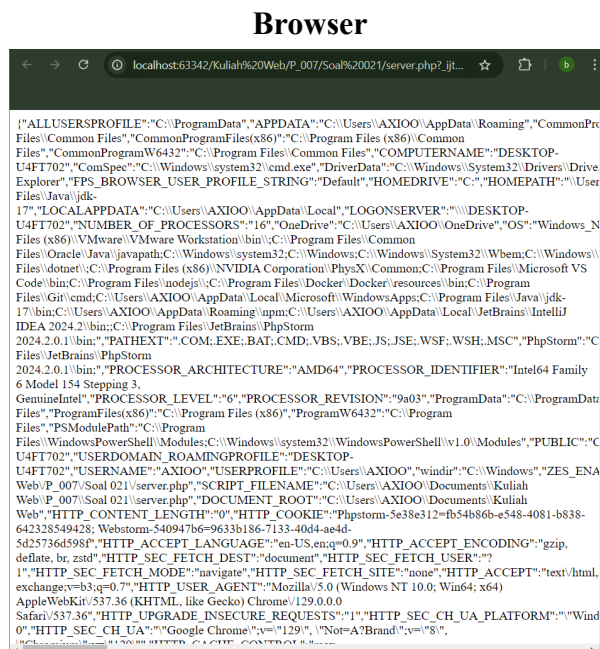 Browser
localhost:63342/Kuliah%20Web/P_007/Soal%20021/server.php?_ijt...
b
{"ALLUSERSPROFILE":"C:\\ProgramData","APPDATA":"C:\\Users\\AXIOO\\AppData\\Roaming","CommonPro
Files\\Common Files","CommonProgramFiles(x86)":"C:\\Program Files (x86)\\Common
Files","CommonProgramW6432":"C:\\Program Files\\Common Files","COMPUTERNAME":"DESKTOP-
U4FT702","ComSpec":"C:\\Windows\\system32\\cmd.exe","DriverData":"C:\\Windows\\System32\\Drivers\\Drive
Explorer","FPS_BROWSER_USER_PROFILE_STRING":"Default","HOMEDRIVE":"C:","HOMEPATH":"\\User
Files\\Java\\jdk-
17","LOCALAPPDATA":"C:\\Users\\AXIOO\\AppData\\Local","LOGONSERVER":"\\\\DESKTOP-
U4FT702","NUMBER_OF_PROCESSORS":"16","OneDrive":"C:\\Users\\AXIOO\\OneDrive","OS":"Windows_N
Files (x86)\\VMware\\VMware Workstation\\bin\\;C:\\Program Files\\Common
Files\\Oracle\\Java\\javapath;C:\\Windows\\system32;C:\\Windows;C:\\Windows\\System32\\Wbem;C:\\Windows\\
Files\\dotnet\\;C:\\Program Files (x86)\\NVIDIA Corporation\\PhysX\\Common;C:\\Program Files\\Microsoft VS
Code\\bin;C:\\Program Files\\nodejs\\;C:\\Program Files\\Docker\\Docker\\resources\\bin;C:\\Program
Files\\Git\\cmd;C:\\Users\\AXIOO\\AppData\\Local\\Microsoft\\WindowsApps;C:\\Program Files\\Java\\jdk-
17\\bin;C:\\Users\\AXIOO\\AppData\\Roaming\\npm;C:\\Users\\AXIOO\\AppData\\Local\\JetBrains\\IntelliJ
IDEA 2024.2\\bin;;C:\\Program Files\\JetBrains\\PhpStorm
2024.2.0.1\\bin;","PATHEXT":".COM;.EXE;.BAT;.CMD;.VBS;.VBE;.JS;.JSE;.WSF;.WSH;.MSC","PhpStorm":"C
Files\\JetBrains\\PhpStorm
2024.2.0.1\\bin;","PROCESSOR_ARCHITECTURE":"AMD64","PROCESSOR_IDENTIFIER":"Intel64 Family
6 Model 154 Stepping 3,
GenuineIntel","PROCESSOR_LEVEL":"6","PROCESSOR_REVISION":"9a03","ProgramData":"C:\\ProgramData
Files","ProgramFiles(x86)":"C:\\Program Files (x86)","ProgramW6432":"C:\\Program
Files","PSModulePath":"C:\\Program
Files\\WindowsPowerShell\\Modules;C:\\Windows\\system32\\WindowsPowerShell\\v1.0\\Modules","PUBLIC":"C
U4FT702","USERDOMAIN_ROAMINGPROFILE":"DESKTOP-
U4FT702","USERNAME":"AXIOO","USERPROFILE":"C:\\Users\\AXIOO","windir":"C:\\Windows","ZES_ENA
Web\/P_007\/Soal 021\/server.php","SCRIPT_FILENAME":"C:\\Users\\AXIOO\\Documents\\Kuliah
Web\\P_007\\Soal 021\\server.php","DOCUMENT_ROOT":"C:\\Users\\AXIOO\\Documents\\Kuliah
Web","HTTP_CONTENT_LENGTH":"0","HTTP_COOKIE":"Phpstorm-5e38e312=fb54b86b-e548-4081-b838-
642328549428; Webstorm-540947b6=9633b186-7133-40d4-ae4d-
5d25736d598f","HTTP_ACCEPT_LANGUAGE":"en-US,en;q=0.9","HTTP_ACCEPT_ENCODING":"gzip,
deflate, br, zstd","HTTP_SEC_FETCH_DEST":"document","HTTP_SEC_FETCH_USER":"?
1","HTTP_SEC_FETCH_MODE":"navigate","HTTP_SEC_FETCH_SITE":"none","HTTP_ACCEPT":"text\/html,
exchange;v=b3;q=0.7","HTTP_USER_AGENT":"Mozilla\/5.0 (Windows NT 10.0; Win64; x64)
AppleWebKit\/537.36 (KHTML, like Gecko) Chrome\/129.0.0.0
Safari\/537.36","HTTP_UPGRADE_INSECURE_REQUESTS":"1","HTTP_SEC_CH_UA_PLATFORM":"\"Wind
0","HTTP_SEC_CH_UA":"\"Google Chrome\";v=\"129\", \"Not=A?Brand\";v=\"8\",